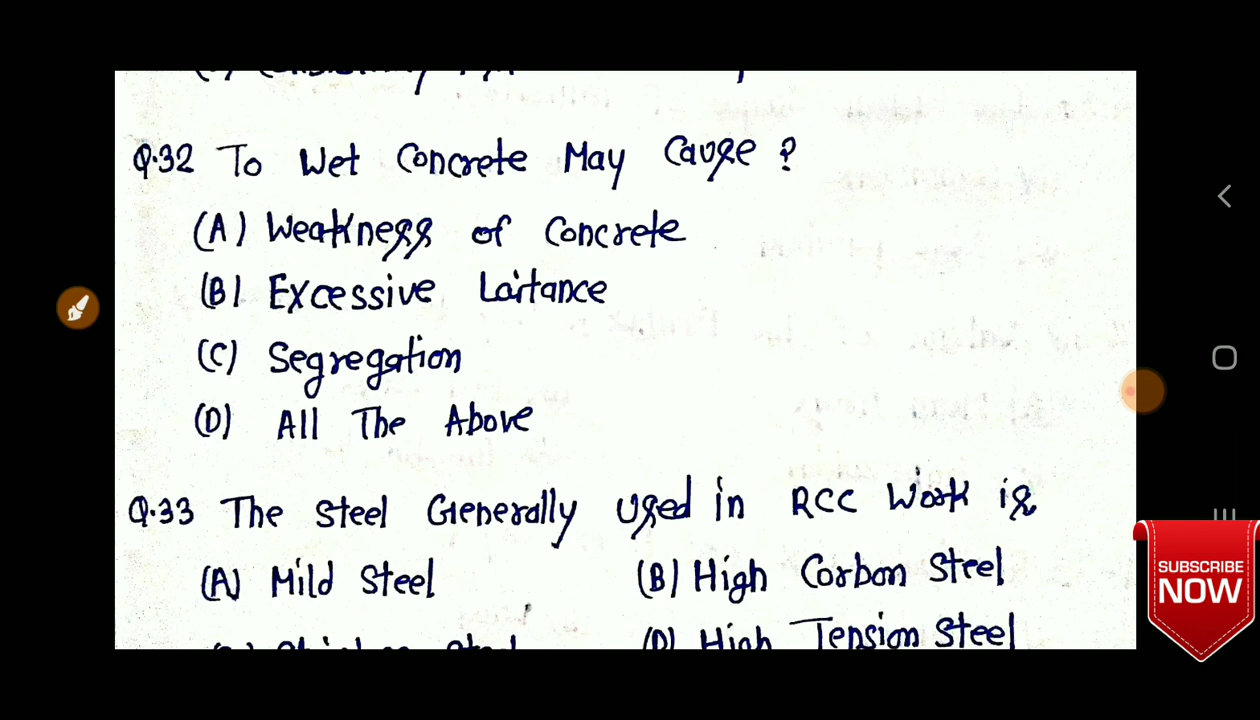 Q.32 To Wet Concrete May Cause ?
(A) Weakness of Concrete
(B) Excessive Laitance
(C) Segregation
(D) All The Above
Q.33 The Steel Generally used in RCC Work is
(A) Mild Steel (B) High Carbon Steel
(D) High Tension Steel
SUBSCRIBE
NOW